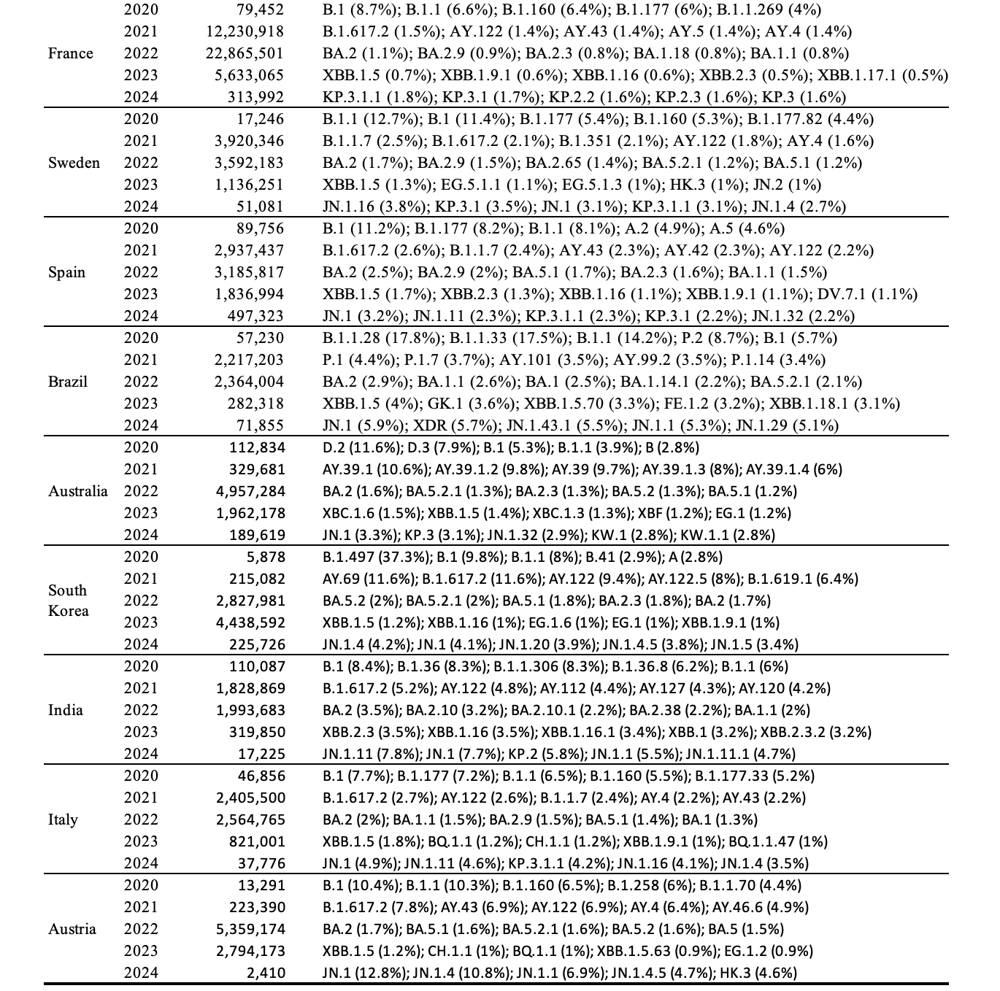 2020 79,452 B.1 (8.7%); B.1.1 (6.6%); B.1.160 (6.4%); B.1.177 (6%); B.1.1.269 (4%)
2021 12,230,918 B.1.617.2 (1.5%); AY.122 (1.4%); AY.43 (1.4%); AY.5 (1.4%); AY.4 (1.4%)
France 2022 22,865,501 BA.2 (1.1%); BA.2.9 (0.9%); BA.2.3 (0.8%); BA.1.18 (0.8%); BA.1.1 (0.8%)
2023 5,633,065 XBB.1.5 (0.7%); XBB.1.9.1 (0.6%); XBB.1.16 (0.6%); XBB.2.3 (0.5%); XBB.1.17.1 (0.5%)
2024 313,992 KP.3.1.1 (1.8%); KP.3.1 (1.7%); KP.2.2 (1.6%); KP.2.3 (1.6%); KP.3 (1.6%)
2020 17,246 B.1.1 (12.7%); B.1 (11.4%); B.1.177 (5.4%); B.1.160 (5.3%); B.1.177.82 (4.4%)
2021 3,920,346 B.1.1.7 (2.5%); B.1.617.2 (2.1%); B.1.351 (2.1%); AY.122 (1.8%); AY.4 (1.6%)
Sweden 2022 3,592,183 BA.2 (1.7%); BA.2.9 (1.5%); BA.2.65 (1.4%); BA.5.2.1 (1.2%); BA.5.1 (1.2%)
2023 1,136,251 XBB.1.5 (1.3%); EG.5.1.1 (1.1%); EG.5.1.3 (1%); HK.3 (1%); JN.2 (1%)
2024 51,081 JN.1.16 (3.8%); KP.3.1 (3.5%); JN.1 (3.1%); KP.3.1.1 (3.1%); JN.1.4 (2.7%)
2020 89,756 B.1 (11.2%); B.1.177 (8.2%); B.1.1 (8.1%); A.2 (4.9%); A.5 (4.6%)
2021 2,937,437 B.1.617.2 (2.6%); B.1.1.7 (2.4%); AY.43 (2.3%); AY.42 (2.3%); AY.122 (2.2%)
Spain 2022 3,185,817 BA.2 (2.5%); BA.2.9 (2%); BA.5.1 (1.7%); BA.2.3 (1.6%); BA.1.1 (1.5%)
2023 1,836,994 XBB.1.5 (1.7%); XBB.2.3 (1.3%); XBB.1.16 (1.1%); XBB.1.9.1 (1.1%); DV.7.1 (1.1%)
2024 497,323 JN.1 (3.2%); JN.1.11 (2.3%); KP.3.1.1 (2.3%); KP.3.1 (2.2%); JN.1.32 (2.2%)
2020 57,230 B.1.1.28 (17.8%); B.1.1.33 (17.5%); B.1.1 (14.2%); P.2 (8.7%); B.1 (5.7%)
2021 2,217,203 P.1 (4.4%); P.1.7 (3.7%); AY.101 (3.5%); AY.99.2 (3.5%); P.1.14 (3.4%)
Brazil 2022 2,364,004 BA.2 (2.9%); BA.1.1 (2.6%); BA.1 (2.5%); BA.1.14.1 (2.2%); BA.5.2.1 (2.1%)
2023 282,318 XBB.1.5 (4%); GK.1 (3.6%); XBB.1.5.70 (3.3%); FE.1.2 (3.2%); XBB.1.18.1 (3.1%)
2024 71,855 JN.1 (5.9%); XDR (5.7%); JN.1.43.1 (5.5%); JN.1.1 (5.3%); JN.1.29 (5.1%)
2020 112,834 D.2 (11.6%); D.3 (7.9%); B.1 (5.3%); B.1.1 (3.9%); B (2.8%)
2021 329,681 AY.39.1 (10.6%); AY.39.1.2 (9.8%); AY.39 (9.7%); AY.39.1.3 (8%); AY.39.1.4 (6%)
Australia 2022 4,957,284 BA.2 (1.6%); BA.5.2.1 (1.3%); BA.2.3 (1.3%); BA.5.2 (1.3%); BA.5.1 (1.2%)
2023 1,962,178 XBC.1.6 (1.5%); XBB.1.5 (1.4%); XBC.1.3 (1.3%); XBF (1.2%); EG.1 (1.2%)
2024 189,619 JN.1 (3.3%); KP.3 (3.1%); JN.1.32 (2.9%); KW.1 (2.8%); KW.1.1 (2.8%)
2020 5,878 B.1.497 (37.3%); B.1 (9.8%); B.1.1 (8%); B.41 (2.9%); A (2.8%)
2021 215,082 AY.69 (11.6%); B.1.617.2 (11.6%); AY.122 (9.4%); AY.122.5 (8%); B.1.619.1 (6.4%)
South Korea 2022 2,827,981 BA.5.2 (2%); BA.5.2.1 (2%); BA.5.1 (1.8%); BA.2.3 (1.8%); BA.2 (1.7%)
2023 4,438,592 XBB.1.5 (1.2%); XBB.1.16 (1%); EG.1.6 (1%); EG.1 (1%); XBB.1.9.1 (1%)
2024 225,726 JN.1.4 (4.2%); JN.1 (4.1%); JN.1.20 (3.9%); JN.1.4.5 (3.8%); JN.1.5 (3.4%)
2020 110,087 B.1 (8.4%); B.1.36 (8.3%); B.1.1.306 (8.3%); B.1.36.8 (6.2%); B.1.1 (6%)
2021 1,828,869 B.1.617.2 (5.2%); AY.122 (4.8%); AY.112 (4.4%); AY.127 (4.3%); AY.120 (4.2%)
India 2022 1,993,683 BA.2 (3.5%); BA.2.10 (3.2%); BA.2.10.1 (2.2%); BA.2.38 (2.2%); BA.1.1 (2%)
2023 319,850 XBB.2.3 (3.5%); XBB.1.16 (3.5%); XBB.1.16.1 (3.4%); XBB.1 (3.2%); XBB.2.3.2 (3.2%)
2024 17,225 JN.1.11 (7.8%); JN.1 (7.7%); KP.2 (5.8%); JN.1.1 (5.5%); JN.1.11.1 (4.7%)
2020 46,856 B.1 (7.7%); B.1.177 (7.2%); B.1.1 (6.5%); B.1.160 (5.5%); B.1.177.33 (5.2%)
2021 2,405,500 B.1.617.2 (2.7%); AY.122 (2.6%); B.1.1.7 (2.4%); AY.4 (2.2%); AY.43 (2.2%)
Italy 2022 2,564,765 BA.2 (2%); BA.1.1 (1.5%); BA.2.9 (1.5%); BA.5.1 (1.4%); BA.1 (1.3%)
2023 821,001 XBB.1.5 (1.8%); BQ.1.1 (1.2%); CH.1.1 (1.2%); XBB.1.9.1 (1%); BQ.1.1.47 (1%)
2024 37,776 JN.1 (4.9%); JN.1.11 (4.6%); KP.3.1.1 (4.2%); JN.1.16 (4.1%); JN.1.4 (3.5%)
2020 13,291 B.1 (10.4%); B.1.1 (10.3%); B.1.160 (6.5%); B.1.258 (6%); B.1.1.70 (4.4%)
2021 223,390 B.1.617.2 (7.8%); AY.43 (6.9%); AY.122 (6.9%); AY.4 (6.4%); AY.46.6 (4.9%)
Austria 2022 5,359,174 BA.2 (1.7%); BA.5.1 (1.6%); BA.5.2.1 (1.6%); BA.5.2 (1.6%); BA.5 (1.5%)
2023 2,794,173 XBB.1.5 (1.2%); CH.1.1 (1%); BQ.1.1 (1%); XBB.1.5.63 (0.9%); EG.1.2 (0.9%)
2024 2,410 JN.1 (12.8%); JN.1.4 (10.8%); JN.1.1 (6.9%); JN.1.4.5 (4.7%); HK.3 (4.6%)